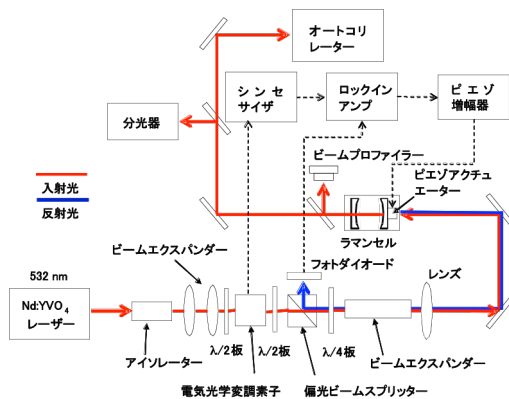 オートコリ
レーター
シ ン セ
サイザ
ロックイン
アンプ
ピ エ ゾ
増幅器
分光器
ビームプロファイラー
ピエゾアクチュ
エーター
入射光
反射光
ラマンセル
ビームエクスパンダー
フォトダイオード
レンズ
532 nm
Nd:YVO4
レーザー
アイソレーター
λ/2板
λ/2板
λ/4板
ビームエクスパンダー
電気光学変調素子
偏光ビームスプリッター